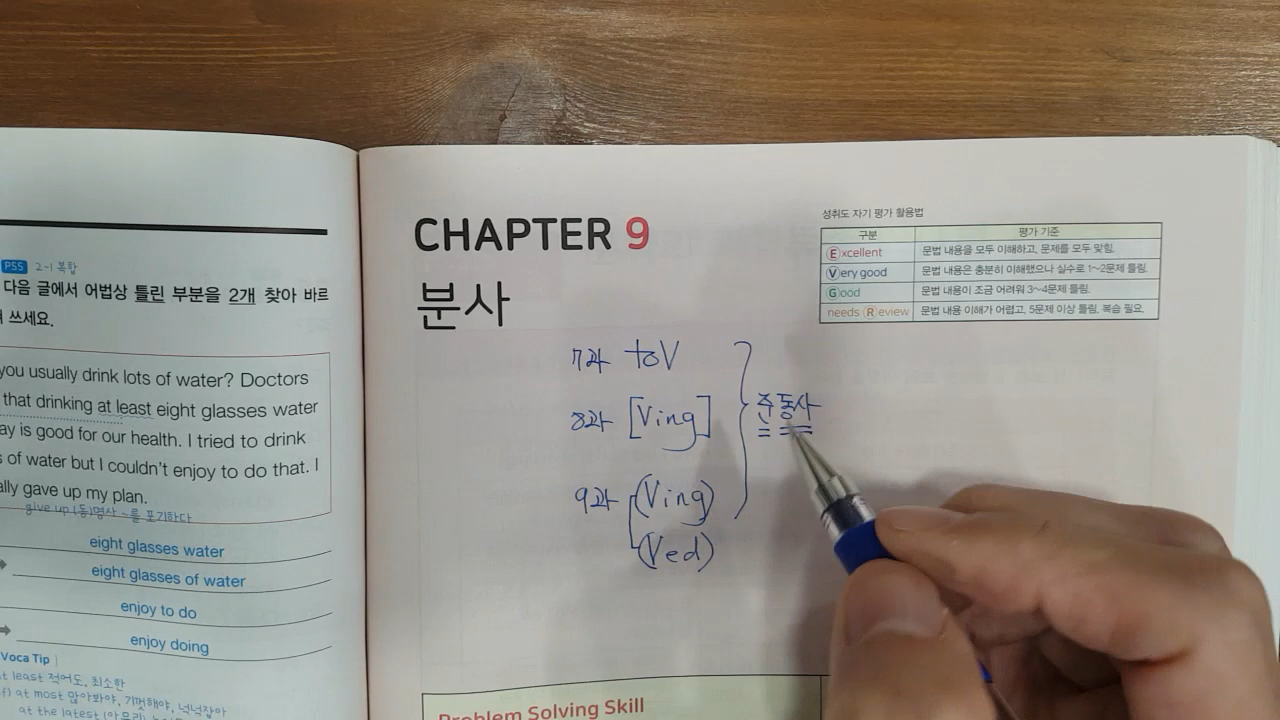 P55 2-1 복합
다음 글에서 어법상 틀린 부분을 2개 찾아 바르
쓰세요.
you usually drink lots of water? Doctors
that drinking at least eight glasses water
ay is good for our health. I tried to drink
s of water but I couldn't enjoy to do that. I
ally gave up my plan.
give up (동)명사 ~를 포기하다
eight glasses water
eight glasses of water
enjoy to do
enjoy doing
Voca Tip
t least 적어도, 최소한
f) at most 많아봐야, 기껏해야, 넉넉잡아
at the latest
CHAPTER 9
분사
성취도 자기 평가 활용법
구분 평가 기준
Excellent 문법 내용을 모두 이해하고, 문제를 모두 맞힘.
Very good 문법 내용은 충분히 이해했으나 실수로 1~2문제 틀림.
Good 문법 내용이 조금 어려워 3~4문제 틀림.
needs Review 문법 내용 이해가 어렵고, 5문제 이상 틀림. 복습 필요.
7과 toV
8과 [Ving]
9과 (Ving)
(Ved)
준동사
Problem Solving Skill